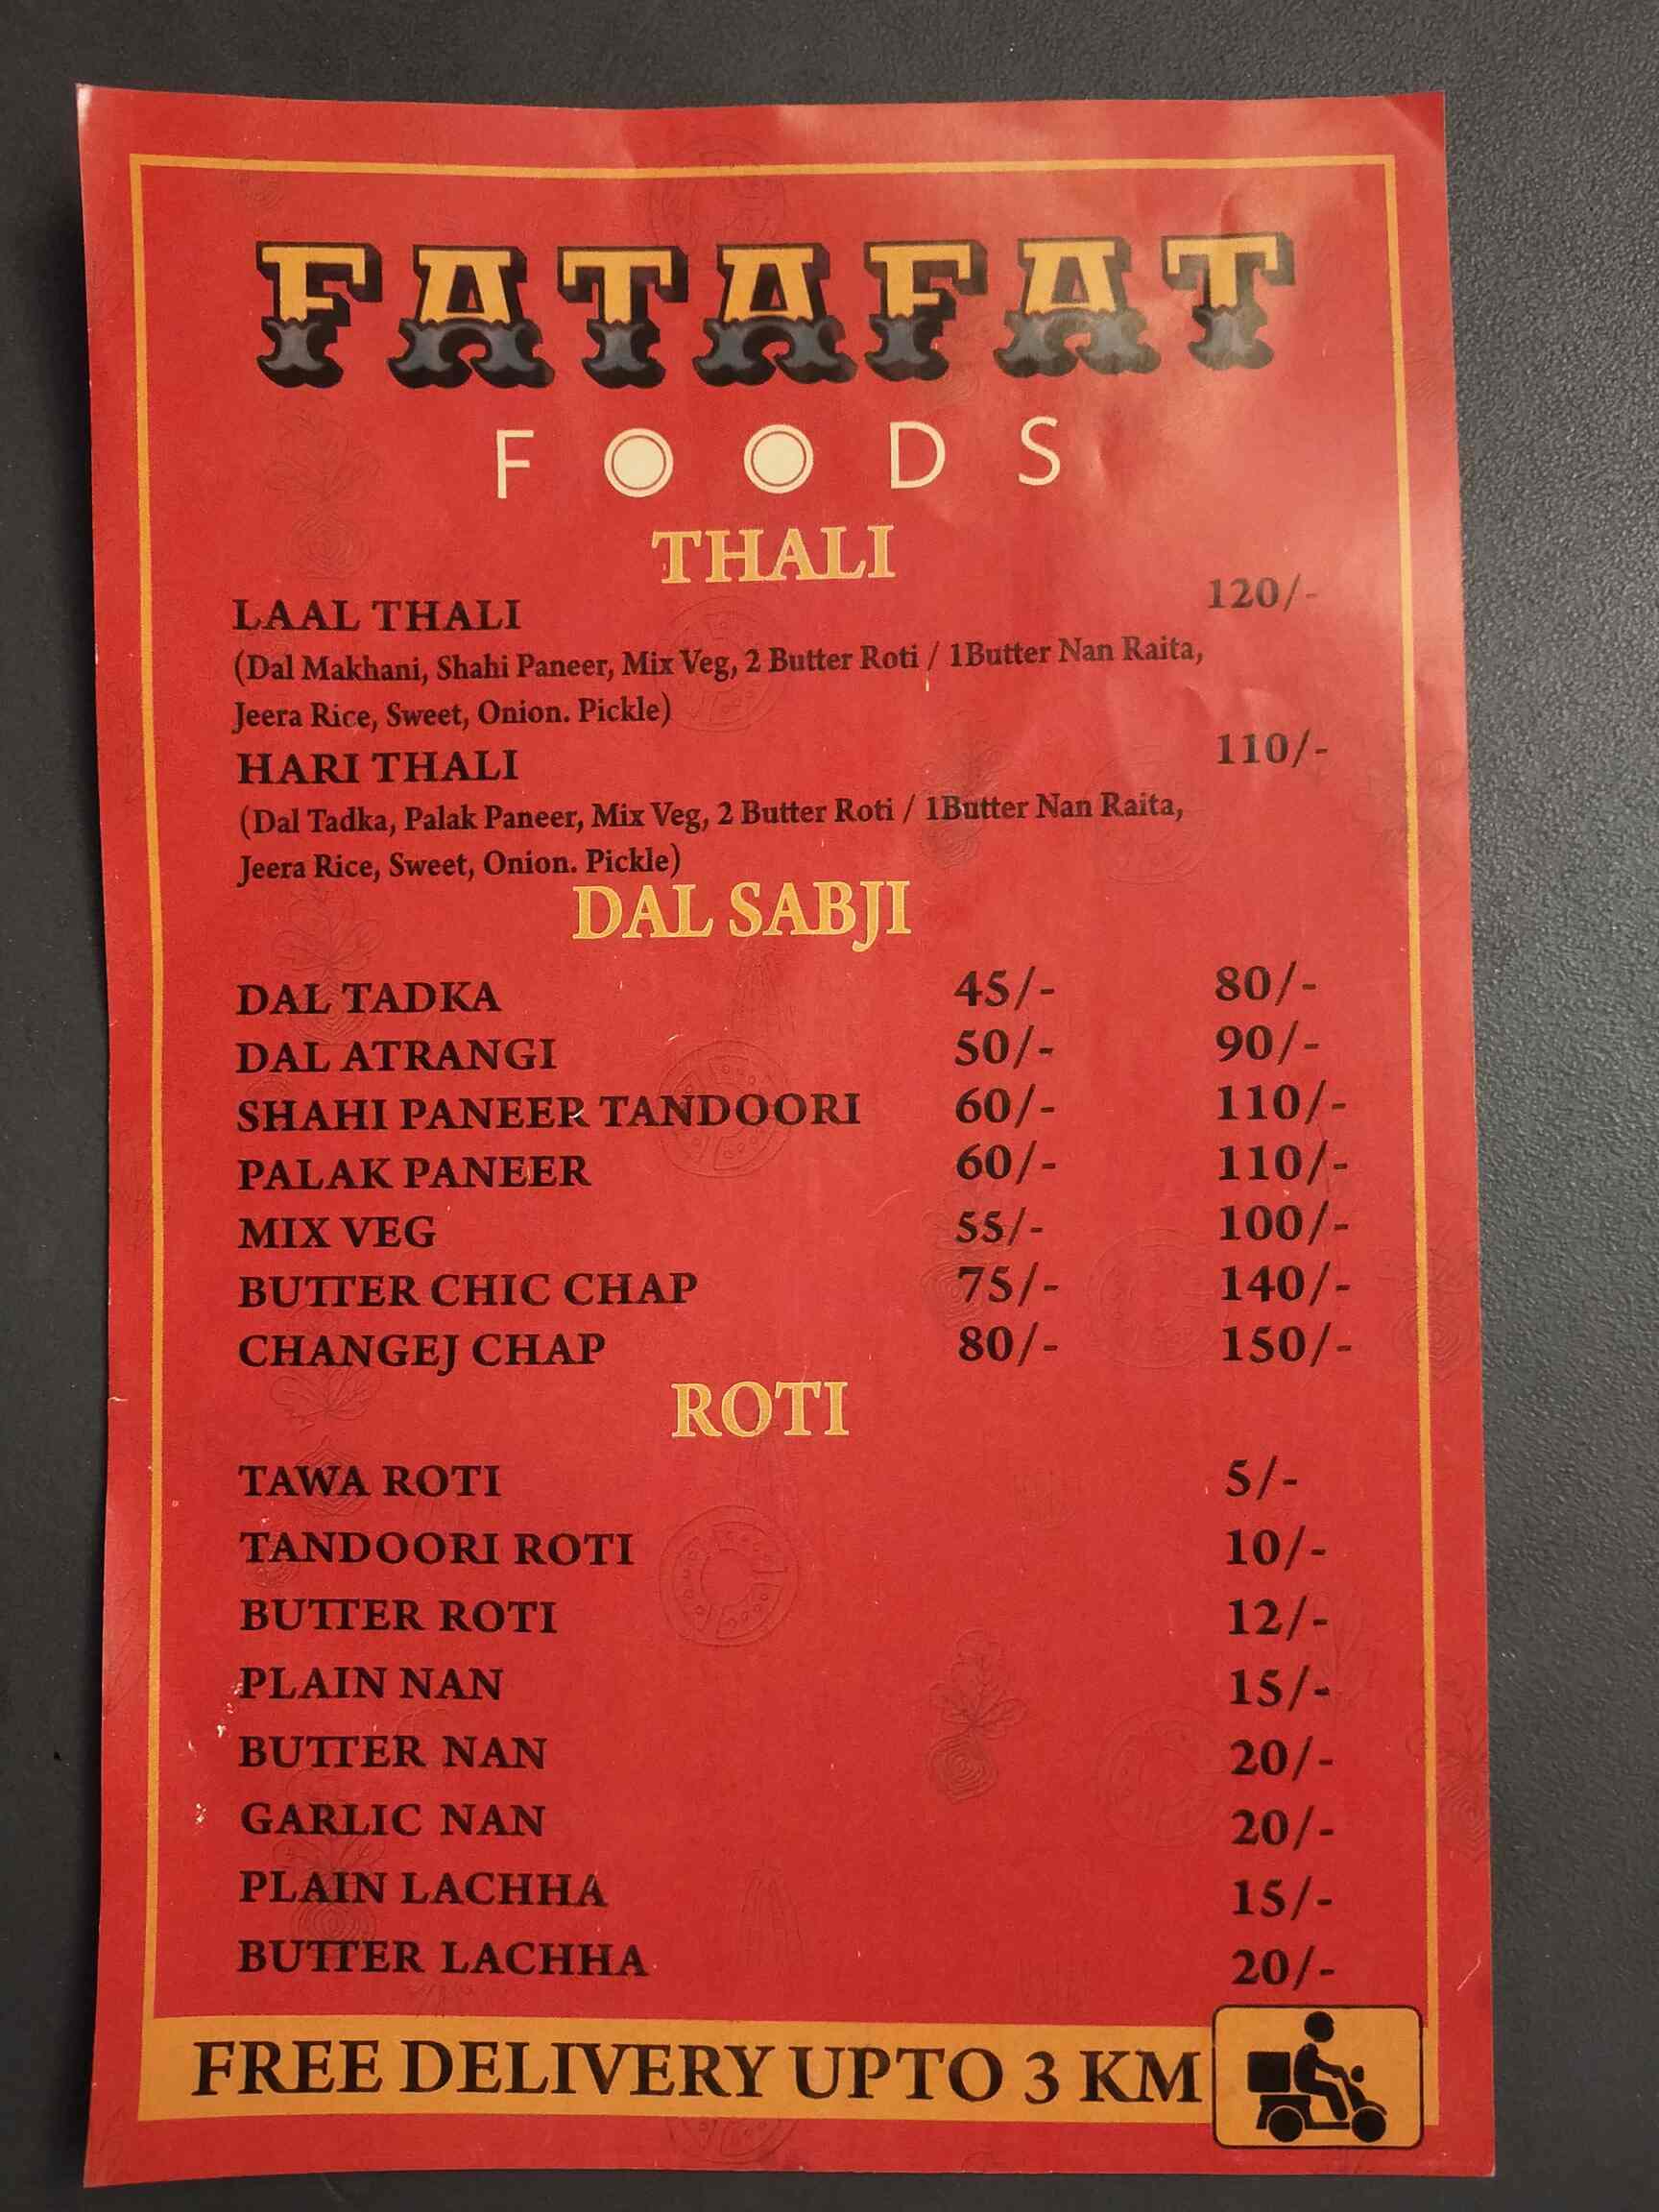 FATAFAT
FOODS
THALI
LAAL THALI 120/-
(Dal Makhani, Shahi Paneer, Mix Veg, 2 Butter Roti / 1Butter Nan Raita,
Jeera Rice, Sweet, Onion. Pickle)
HARI THALI 110/-
(Dal Tadka, Palak Paneer, Mix Veg, 2 Butter Roti / 1Butter Nan Raita,
Jeera Rice, Sweet, Onion. Pickle)
DAL SABJI
DAL TADKA 45/- 80/-
DAL ATRANGI 50/- 90/-
SHAHI PANEER TANDOORI 60/- 110/-
PALAK PANEER 60/- 110/-
MIX VEG 55/- 100/-
BUTTER CHIC CHAP 75/- 140/-
CHANGEJ CHAP 80/- 150/-
ROTI
TAWA ROTI 5/-
TANDOORI ROTI 10/-
BUTTER ROTI 12/-
PLAIN NAN 15/-
BUTTER NAN 20/-
GARLIC NAN 20/-
PLAIN LACHHA 15/-
BUTTER LACHHA 20/-
FREE DELIVERY UPTO 3 KM